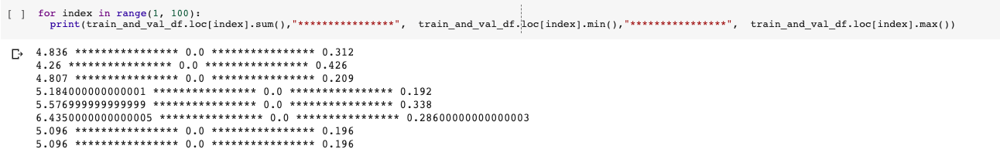 [ ] for index in range(1, 100):
print(train_and_val_df.loc[index].sum(),"****************", train_and_val_df.loc[index].min(),"****************", train_and_val_df.loc[index].max())
4.836 **************** 0.0 **************** 0.312
4.26 **************** 0.0 **************** 0.426
4.807 **************** 0.0 **************** 0.209
5.184000000000001 **************** 0.0 **************** 0.192
5.576999999999999 **************** 0.0 **************** 0.338
6.4350000000000005 **************** 0.0 **************** 0.28600000000000003
5.096 **************** 0.0 **************** 0.196
5.096 **************** 0.0 **************** 0.196